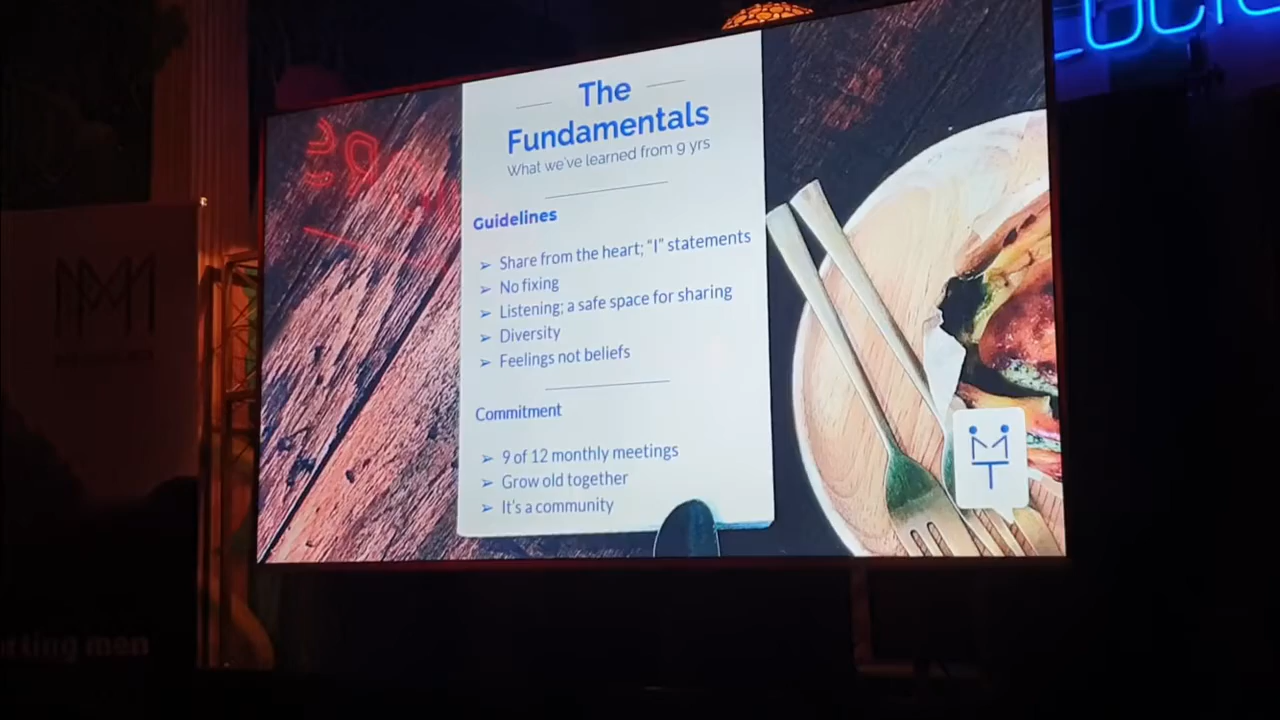 The
Fundamentals
What we've learned from 9 yrs
Guidelines
➢ Share from the heart; "I" statements
➢ No fixing
➢ Listening; a safe space for sharing
➢ Diversity
➢ Feelings not beliefs
Commitment
➢ 9 of 12 monthly meetings
➢ Grow old together
➢ It's a community
MT
men